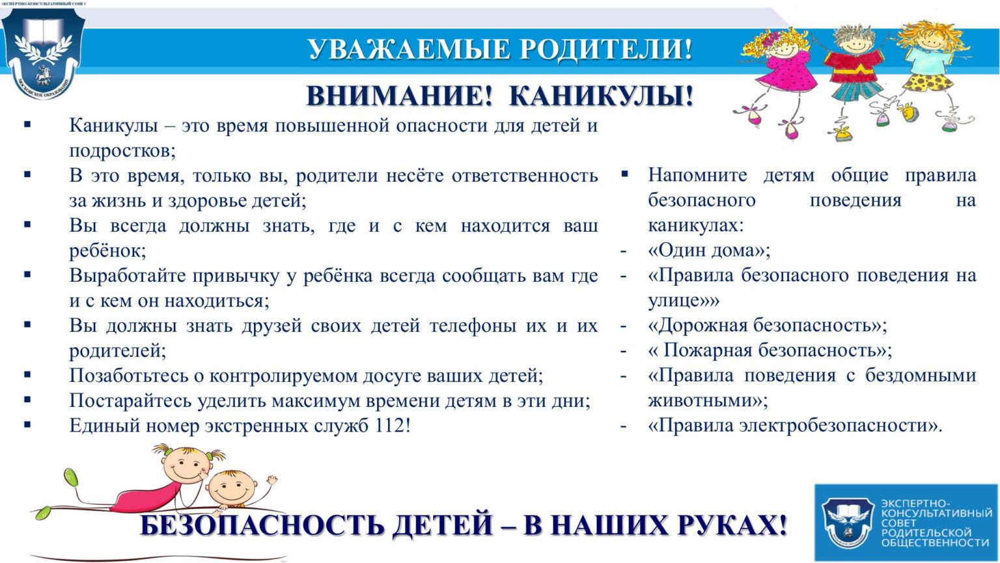 ЭКСПЕРТНО-КОНСУЛЬТАТИВНЫЙ СОВЕТ
МОСКОВСКОЕ ОБРАЗОВАНИЕ
УВАЖАЕМЫЕ РОДИТЕЛИ!
ВНИМАНИЕ! КАНИКУЛЫ!
▪ Каникулы – это время повышенной опасности для детей и
подростков;
▪ В это время, только вы, родители несёте ответственность
за жизнь и здоровье детей;
▪ Вы всегда должны знать, где и с кем находится ваш
ребёнок;
▪ Выработайте привычку у ребёнка всегда сообщать вам где
и с кем он находиться;
▪ Вы должны знать друзей своих детей телефоны их и их
родителей;
▪ Позаботьтесь о контролируемом досуге ваших детей;
▪ Постарайтесь уделить максимум времени детям в эти дни;
▪ Единый номер экстренных служб 112!
▪ Напомните детям общие правила
безопасного поведения на
каникулах:
- «Один дома»;
- «Правила безопасного поведения на
улице»»
- «Дорожная безопасность»;
- « Пожарная безопасность»;
- «Правила поведения с бездомными
животными»;
- «Правила электробезопасности».
БЕЗОПАСНОСТЬ ДЕТЕЙ – В НАШИХ РУКАХ!
ЭКСПЕРТНО-
КОНСУЛЬТАТИВНЫЙ
СОВЕТ
РОДИТЕЛЬСКОЙ
ОБЩЕСТВЕННОСТИ